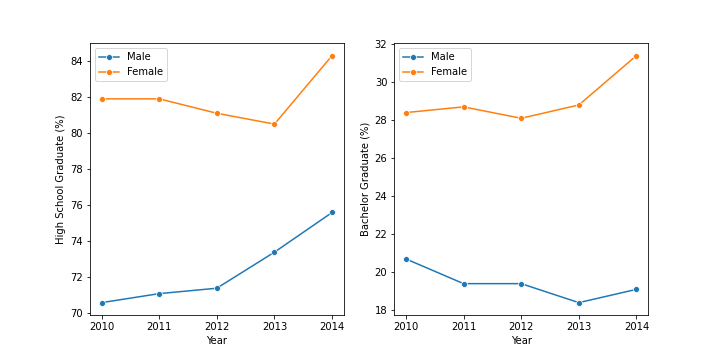 Male
Female
84
82
80
78
76
74
72
70
High School Graduate (%)
2010 2011 2012 2013 2014
Year
Male
Female
32
30
28
26
24
22
20
18
Bachelor Graduate (%)
2010 2011 2012 2013 2014
Year